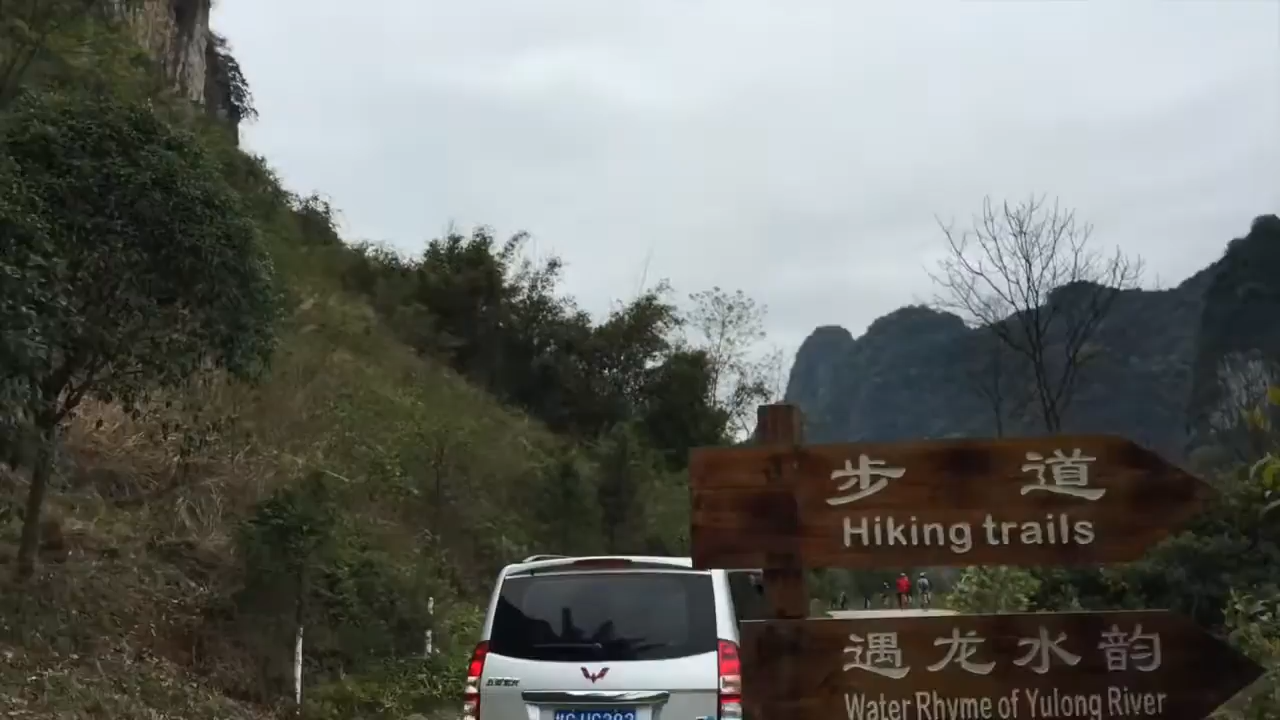 步 道
Hiking trails
遇龙水韵
Water Rhyme of Yulong River